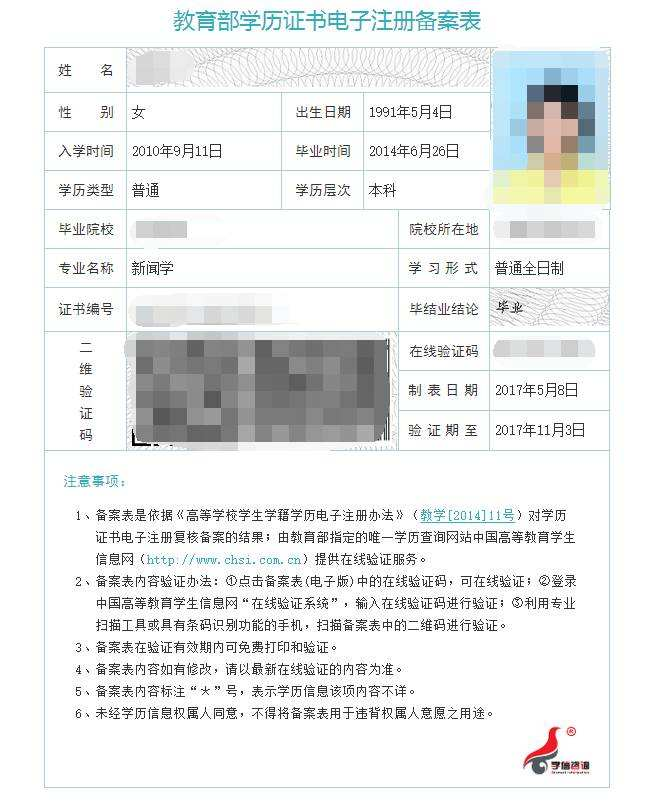 教育部学历证书电子注册备案表
姓 名
性 别 女 出生日期 1991年5月4日
入学时间 2010年9月11日 毕业时间 2014年6月26日
学历类型 普通 学历层次 本科
毕业院校 院校所在地
专业名称 新闻学 学习形式 普通全日制
证书编号 毕结业结论 毕业
二维验证码 在线验证码
制表日期 2017年5月8日
验证期至 2017年11月3日
注意事项：
1、备案表是依据《高等学校学生学籍学历电子注册办法》（教学[2014]11号）对学历
证书电子注册复核备案的结果；由教育部指定的唯一学历查询网站中国高等教育学生
信息网（http://www.chsi.com.cn）提供在线验证服务。
2、备案表内容验证办法：①点击备案表(电子版)中的在线验证码，可在线验证；②登录
中国高等教育学生信息网“在线验证系统”，输入在线验证码进行验证；③利用专业
扫描工具或具有条码识别功能的手机，扫描备案表中的二维码进行验证。
3、备案表在验证有效期内可免费打印和验证。
4、备案表内容如有修改，请以最新在线验证的内容为准。
5、备案表内容标注“＊”号，表示学历信息该项内容不详。
6、未经学历信息权属人同意，不得将备案表用于违背权属人意愿之用途。
®
学信咨询